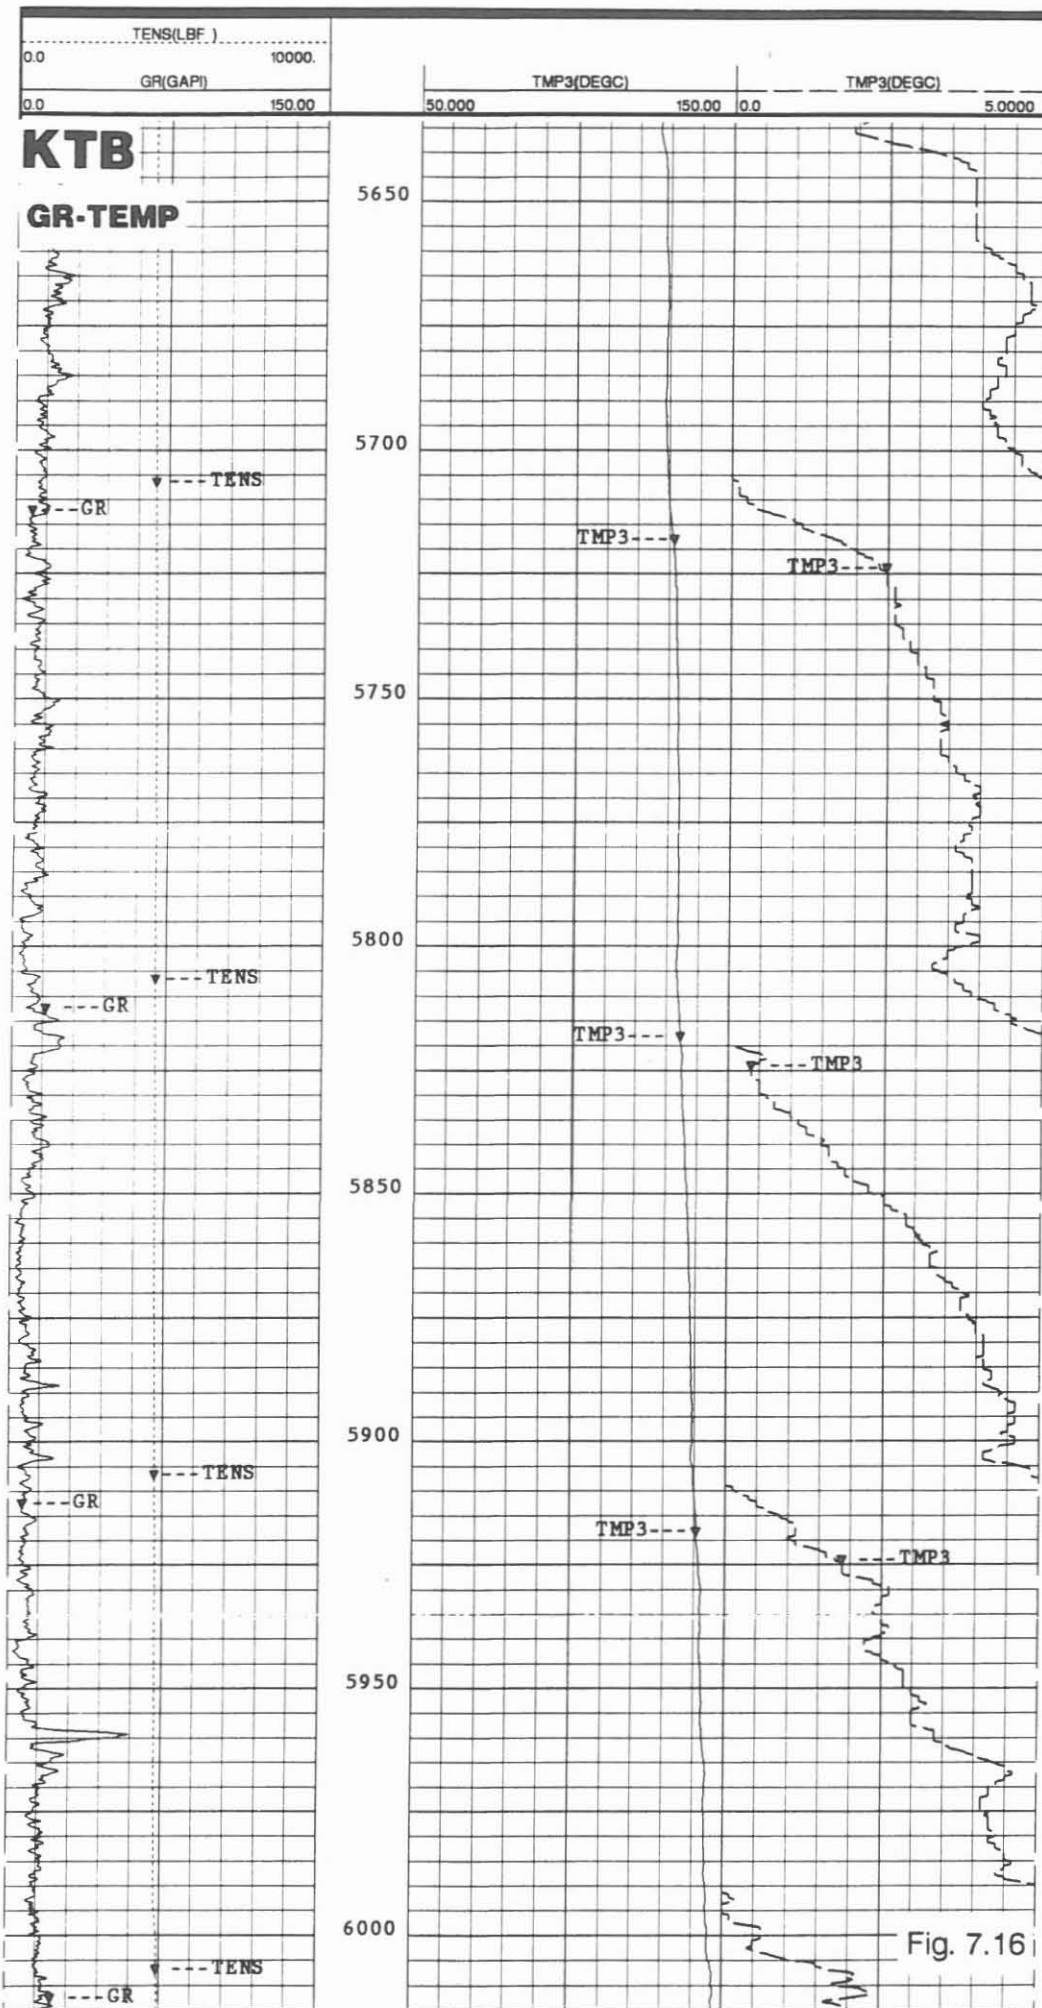 TENS(LBF )
0.0 10000.
GR(GAPI) TMP3(DEGC) TMP3(DEGC)
0.0 150.00 50.0000 150.00 0.0 5.00000
KTB
5650
GR-TEMP
5700
---TENS
---GR
TMP3---
TMP3---
5750
5800
---TENS
---GR
TMP3---
---TMP3
5850
5900
---TENS
---GR
TMP3---
---TMP3
5950
6000
Fig. 7.16
---TENS
---GR